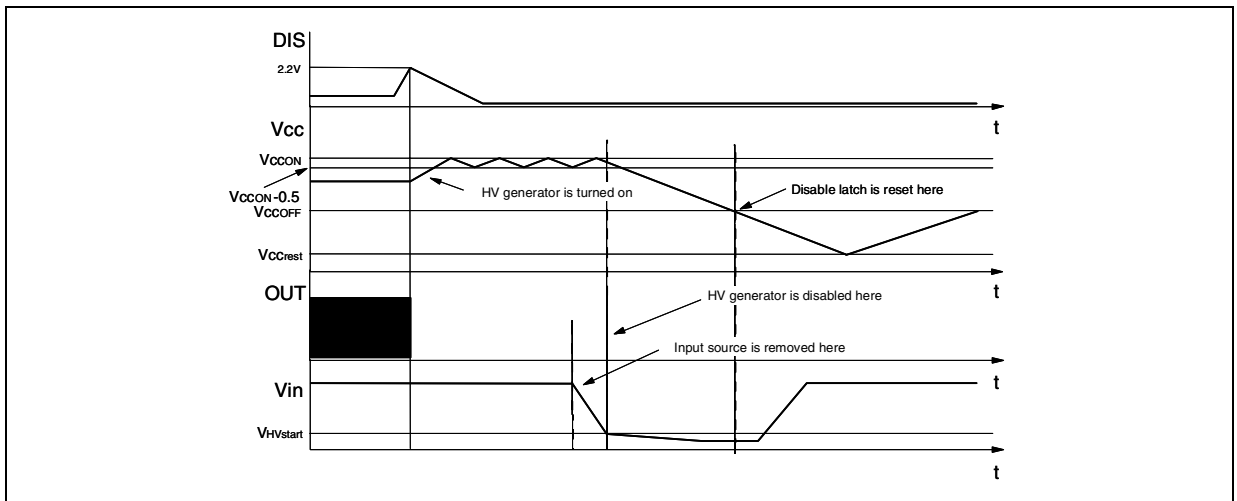 DIS
2.2V
t
Vcc
VCCON
HV generator is turned on
Disable latch is reset here
VCCON-0.5
VCCOFF
VCCrest
t
OUT
HV generator is disabled here
Input source is removed here
t
Vin
VHVstart
t